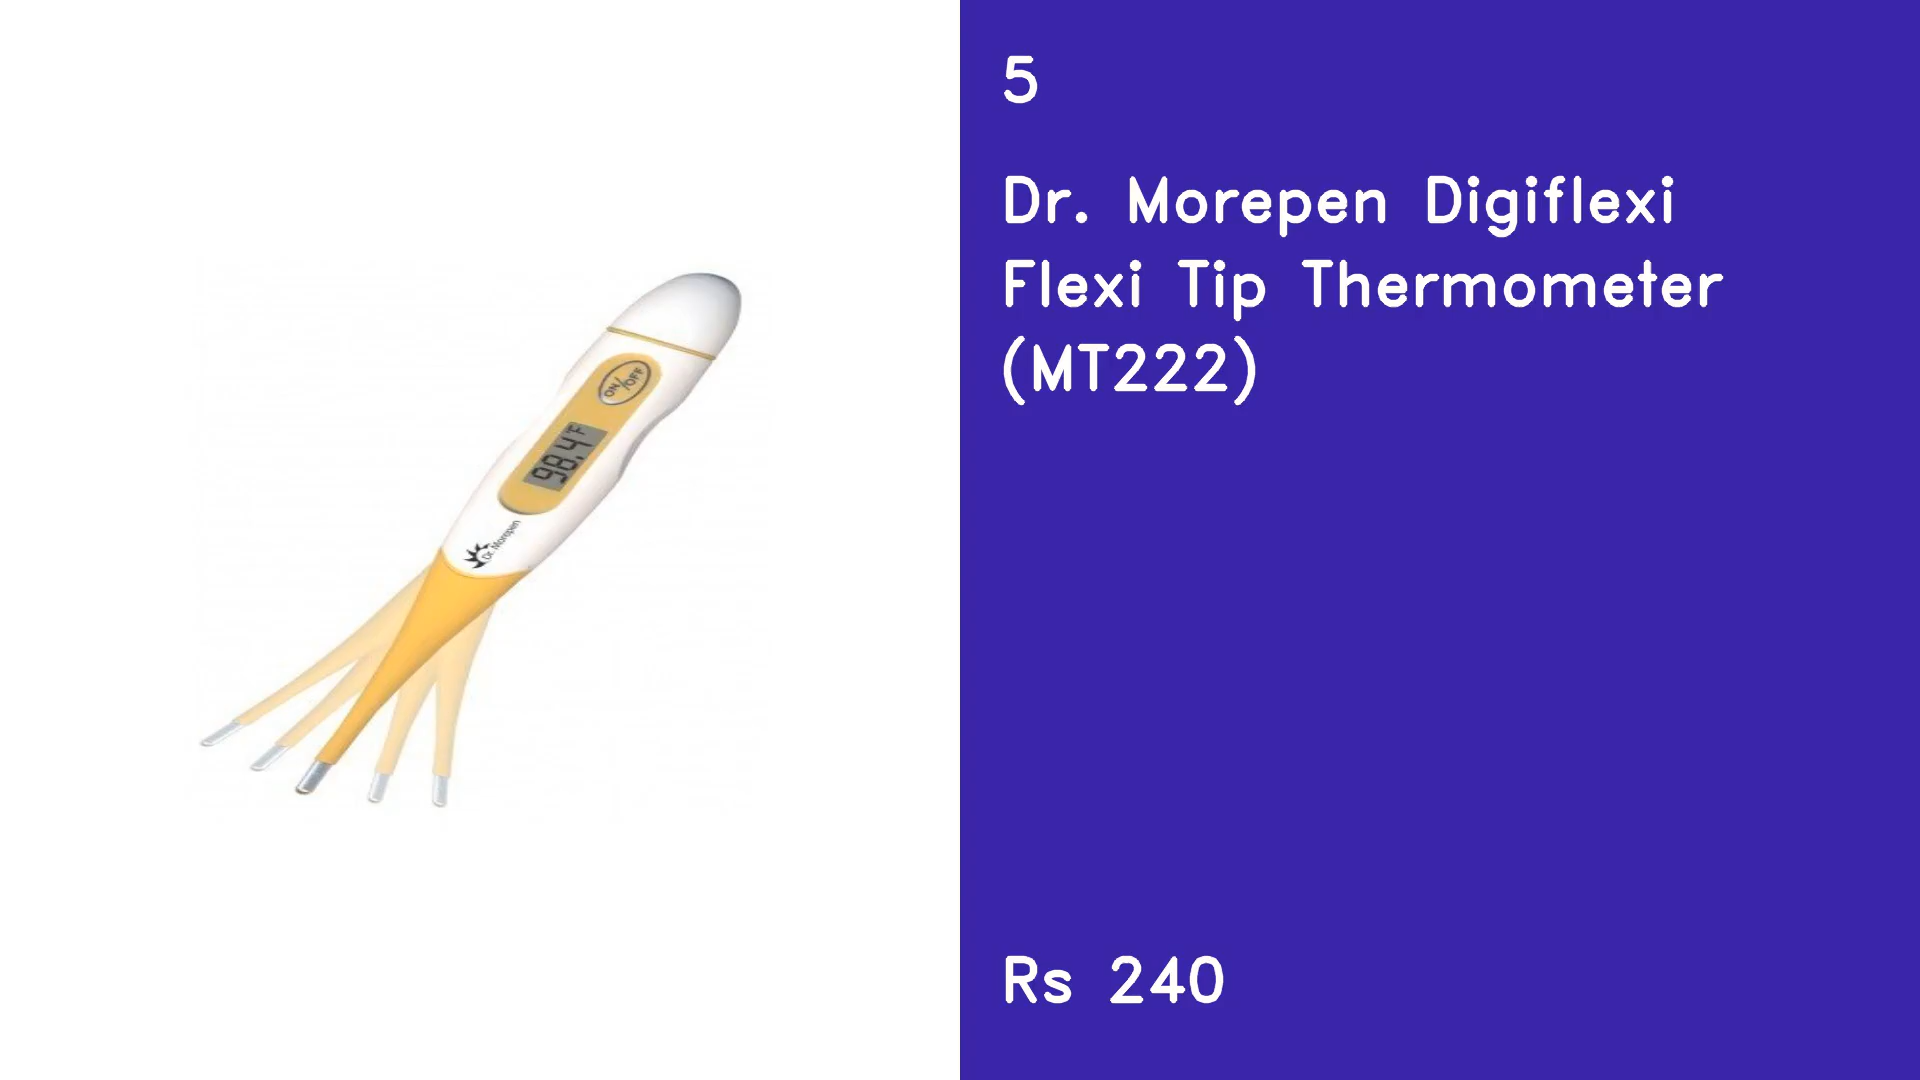 ON/OFF
98.4°F
Dr. Morepen
5
Dr. Morepen Digiflexi
Flexi Tip Thermometer
(MT222)
Rs 240